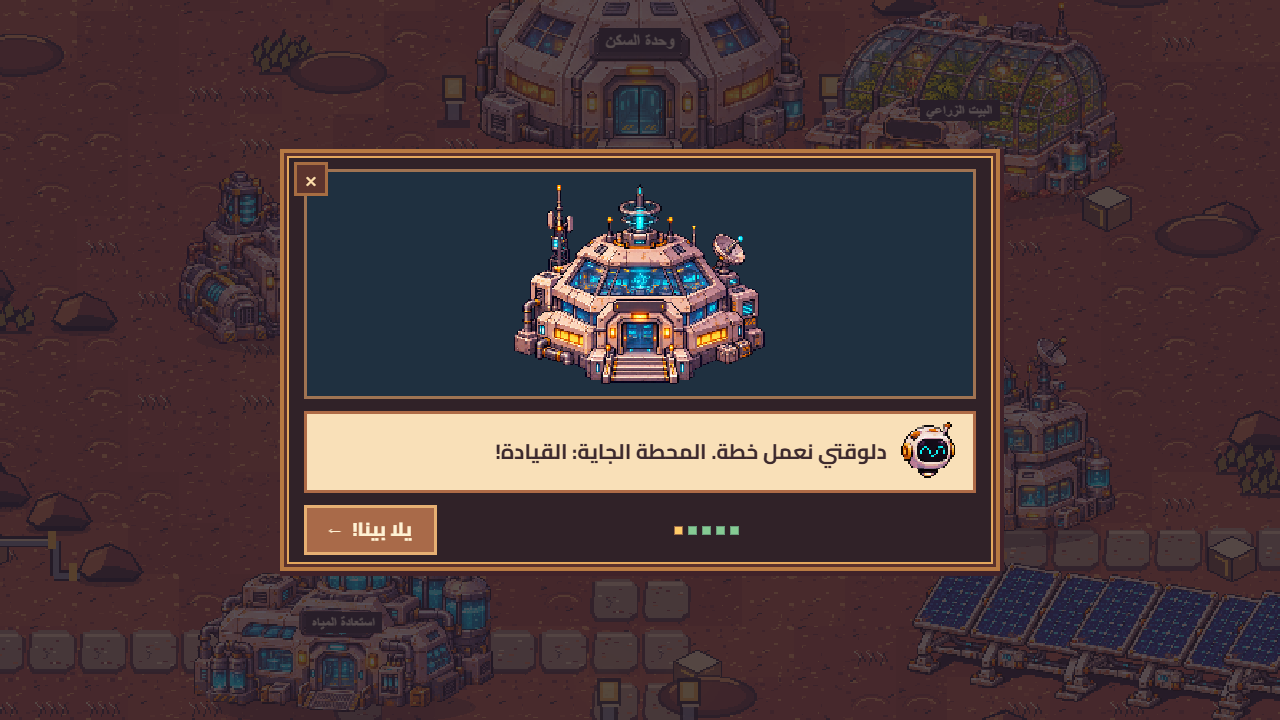 وحدة السكن
البيت الزراعي
×
دلوقتي نعمل خطة. المحطة الجاية: القيادة!
يلا بينا! ←
استعادة المياه